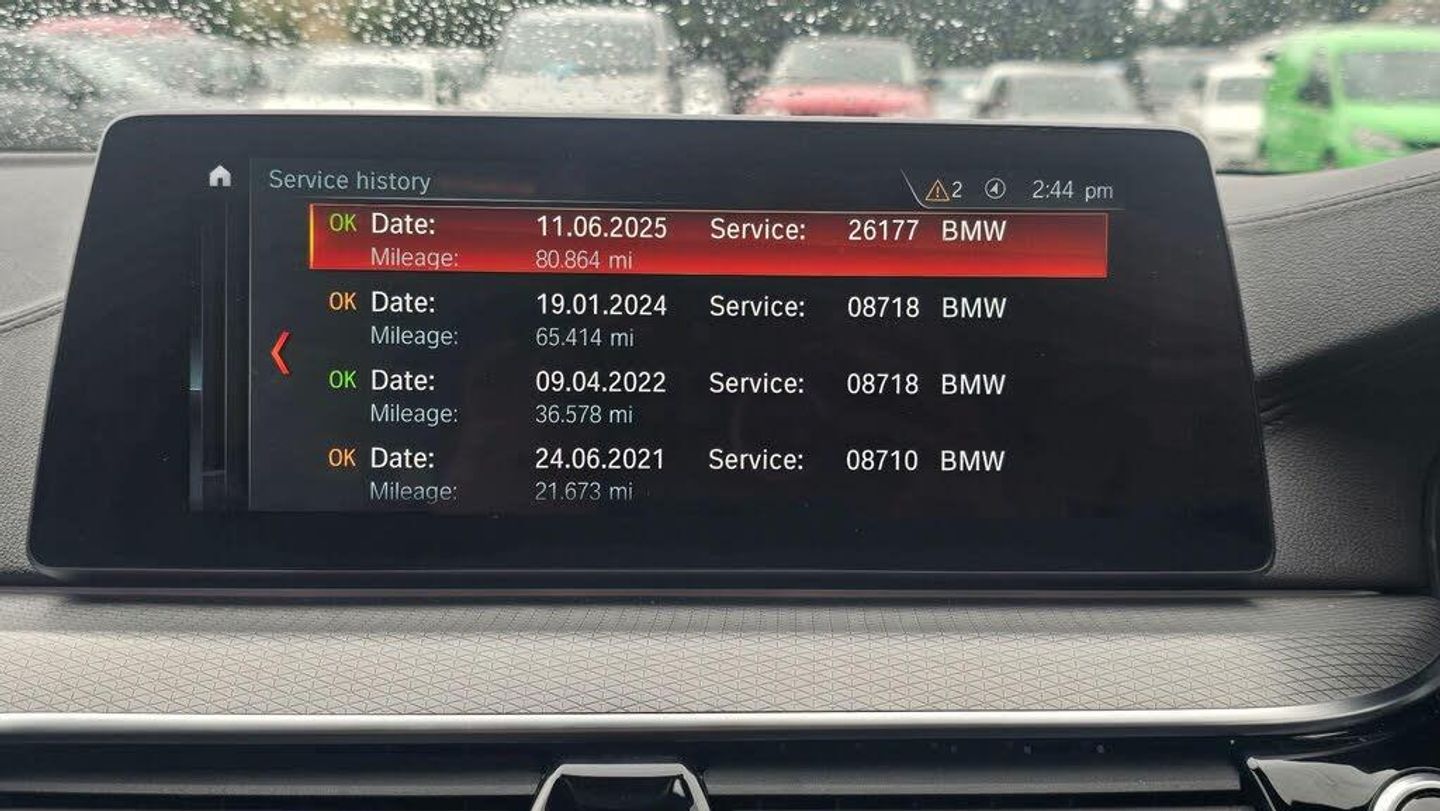 Service history 2 2:44 pm
OK Date: 11.06.2025 Service: 26177 BMW
Mileage: 80.864 mi
OK Date: 19.01.2024 Service: 08718 BMW
Mileage: 65.414 mi
OK Date: 09.04.2022 Service: 08718 BMW
Mileage: 36.578 mi
OK Date: 24.06.2021 Service: 08710 BMW
Mileage: 21.673 mi